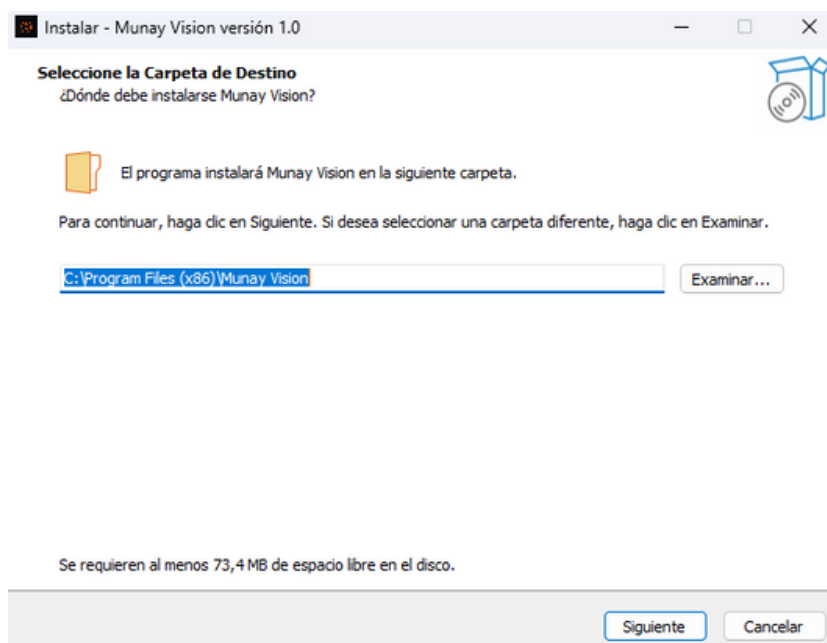 Instalar - Munay Vision versión 1.0
Seleccione la Carpeta de Destino
¿Dónde debe instalarse Munay Vision?
El programa instalará Munay Vision en la siguiente carpeta.
Para continuar, haga clic en Siguiente. Si desea seleccionar una carpeta diferente, haga clic en Examinar.
C:\Program Files (x86)\Munay Vision
Examinar...
Se requieren al menos 73,4 MB de espacio libre en el disco.
Siguiente
Cancelar